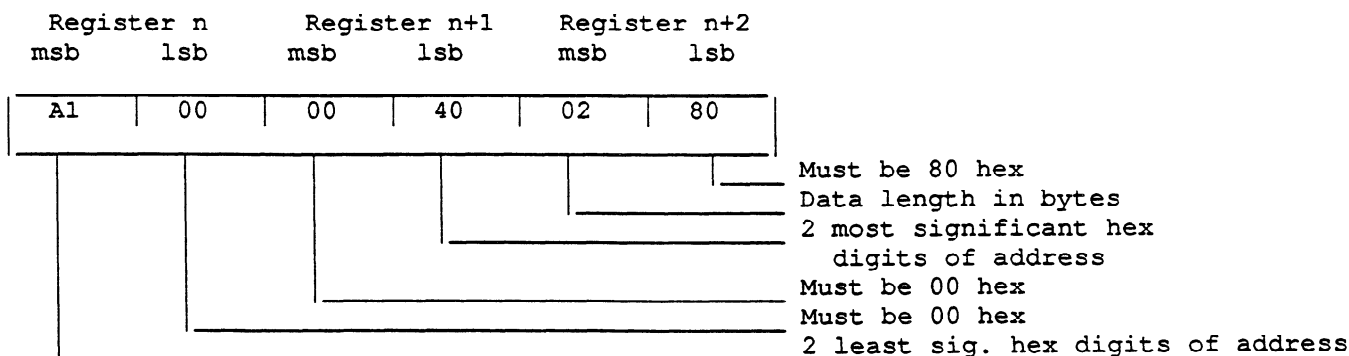 Register n Register n+1 Register n+2
msb lsb msb lsb msb lsb
A1 00 00 40 02 80
Must be 80 hex
Data length in bytes
2 most significant hex
digits of address
Must be 00 hex
Must be 00 hex
2 least sig. hex digits of address